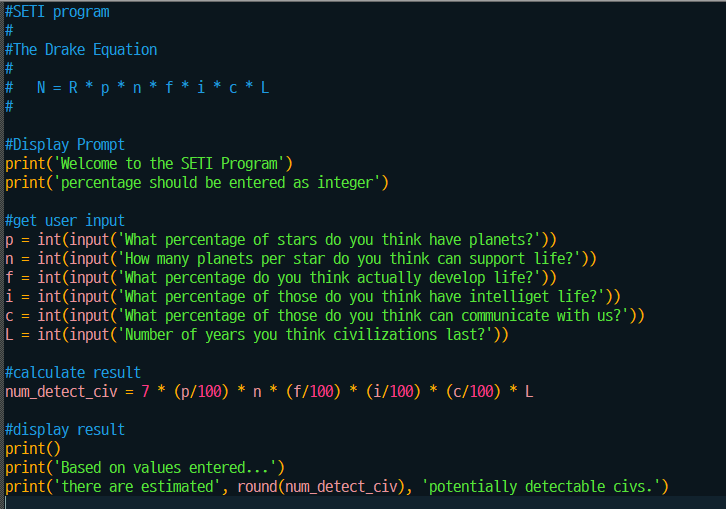 #SETI program
#
#The Drake Equation
#
#   N = R * p * n * f * i * c * L
#
#Display Prompt
print('Welcome to the SETI Program')
print('percentage should be entered as integer')
#get user input
p = int(input('What percentage of stars do you think have planets?'))
n = int(input('How many planets per star do you think can support life?'))
f = int(input('What percentage do you think actually develop life?'))
i = int(input('What percentage of those do you think have intelliget life?'))
c = int(input('What percentage of those do you think can communicate with us?'))
L = int(input('Number of years you think civilizations last?'))
#calculate result
num_detect_civ = 7 * (p/100) * n * (f/100) * (i/100) * (c/100) * L
#display result
print()
print('Based on values entered...')
print('there are estimated', round(num_detect_civ), 'potentially detectable civs.')